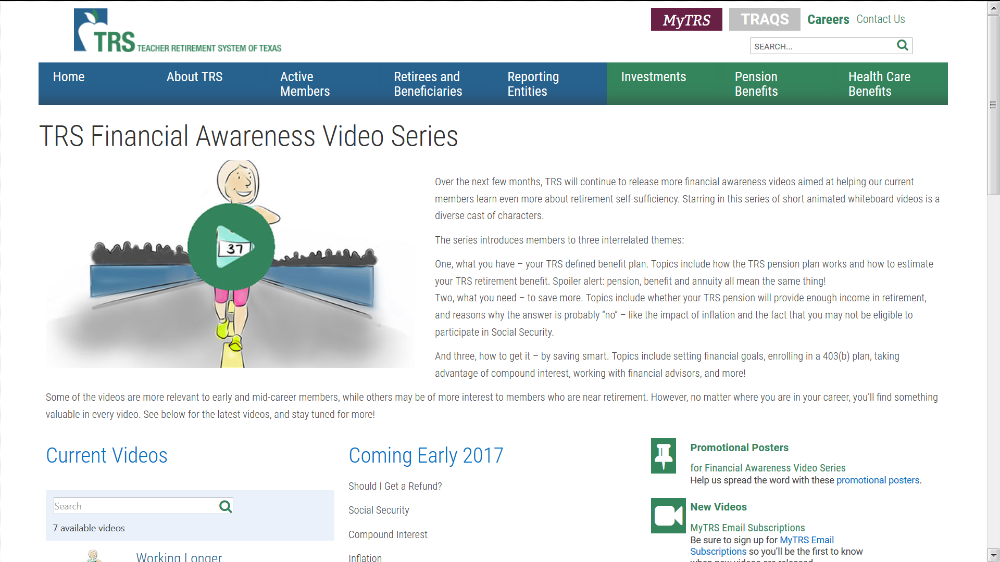 TRS TEACHER RETIREMENT SYSTEM OF TEXAS
MyTRS
TRAQS
Careers
Contact Us
SEARCH...
Home
About TRS
Active
Members
Retirees and
Beneficiaries
Reporting
Entities
Investments
Pension
Benefits
Health Care
Benefits
TRS Financial Awareness Video Series
37
Over the next few months, TRS will continue to release more financial awareness videos aimed at helping our current
members learn even more about retirement self-sufficiency. Starring in this series of short animated whiteboard videos is a
diverse cast of characters.
The series introduces members to three interrelated themes:
One, what you have – your TRS defined benefit plan. Topics include how the TRS pension plan works and how to estimate
your TRS retirement benefit. Spoiler alert: pension, benefit and annuity all mean the same thing!
Two, what you need – to save more. Topics include whether your TRS pension will provide enough income in retirement,
and reasons why the answer is probably “no” – like the impact of inflation and the fact that you may not be eligible to
participate in Social Security.
And three, how to get it – by saving smart. Topics include setting financial goals, enrolling in a 403(b) plan, taking
advantage of compound interest, working with financial advisors, and more!
Some of the videos are more relevant to early and mid-career members, while others may be of more interest to members who are near retirement. However, no matter where you are in your career, you’ll find something
valuable in every video. See below for the latest videos, and stay tuned for more!
Current Videos
Search
7 available videos
Working Longer
Coming Early 2017
Should I Get a Refund?
Social Security
Compound Interest
Inflation
Promotional Posters
for Financial Awareness Video Series
Help us spread the word with these promotional posters.
New Videos
MyTRS Email Subscriptions
Be sure to sign up for MyTRS Email
Subscriptions so you’ll be the first to know
when new videos are released